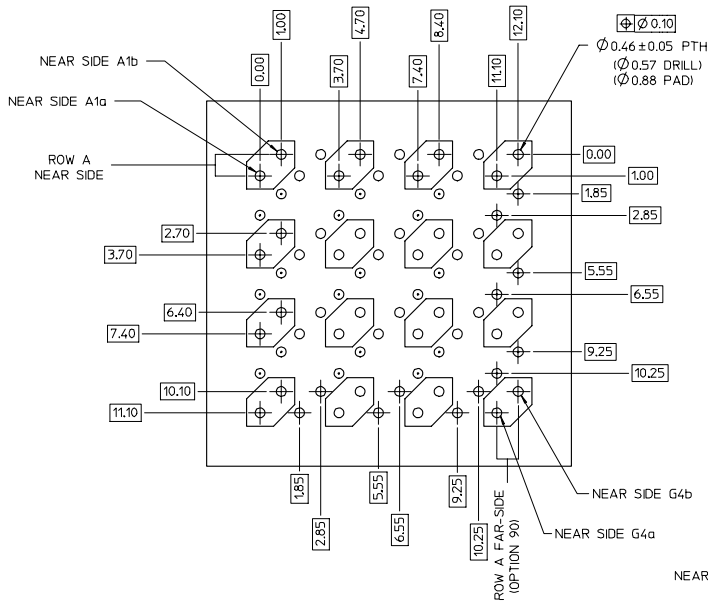 0.00
1.00
3.70
4.70
7.40
8.40
11.10
12.10
⌖ ∅ 0.10
∅ 0.46 ± 0.05 PTH
(∅ 0.57 DRILL)
(∅ 0.88 PAD)
NEAR SIDE A1b
NEAR SIDE A1a
ROW A
NEAR SIDE
0.00
1.00
1.85
2.85
2.70
3.70
5.55
6.55
6.40
7.40
9.25
10.25
10.10
11.10
1.85
2.85
5.55
6.55
9.25
10.25
ROW A FAR-SIDE
(OPTION 90)
NEAR SIDE G4b
NEAR SIDE G4a
NEAR